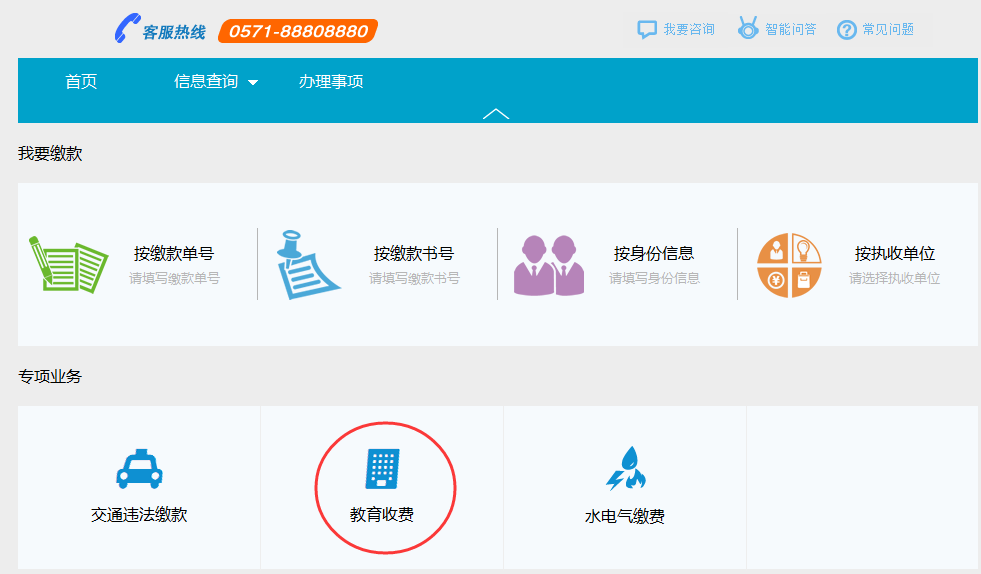 客服热线 0571-88808880 我要咨询 智能问答 常见问题
首页 信息查询 办理事项
我要缴款
按缴款单号 按缴款书号 按身份信息 按执收单位
请填写缴款单号 请填写缴款书号 请填写身份信息 请选择执收单位
专项业务
交通违法缴款 教育收费 水电气缴费